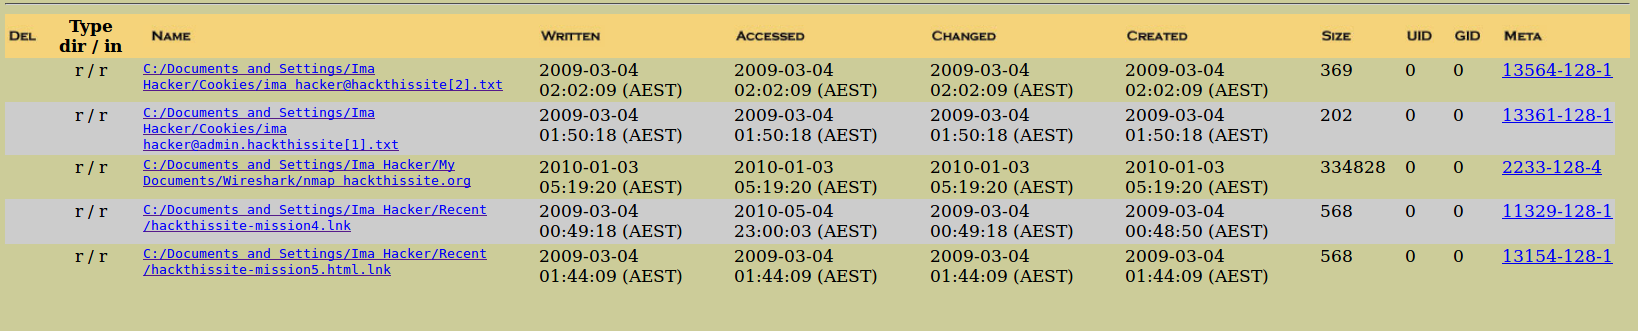 DEL Type dir / in NAME WRITTEN ACCESSED CHANGED CREATED SIZE UID GID META
r / r C:/Documents and Settings/Ima 2009-03-04 2009-03-04 2009-03-04 2009-03-04 369 0 0 13564-128-1
Hacker/Cookies/ima_hacker@hackthissite[2].txt 02:02:09 (AEST) 02:02:09 (AEST) 02:02:09 (AEST) 02:02:09 (AEST)
r / r C:/Documents and Settings/Ima 2009-03-04 2009-03-04 2009-03-04 2009-03-04 202 0 0 13361-128-1
Hacker/Cookies/ima 01:50:18 (AEST) 01:50:18 (AEST) 01:50:18 (AEST) 01:50:18 (AEST)
hacker@admin.hackthissite[1].txt
r / r C:/Documents and Settings/Ima Hacker/My 2010-01-03 2010-01-03 2010-01-03 2010-01-03 334828 0 0 2233-128-4
Documents/Wireshark/nmap_hackthissite.org 05:19:20 (AEST) 05:19:20 (AEST) 05:19:20 (AEST) 05:19:20 (AEST)
r / r C:/Documents and Settings/Ima Hacker/Recent 2009-03-04 2010-05-04 2009-03-04 2009-03-04 568 0 0 11329-128-1
/hackthissite-mission4.lnk 00:49:18 (AEST) 23:00:03 (AEST) 00:49:18 (AEST) 00:48:50 (AEST)
r / r C:/Documents and Settings/Ima Hacker/Recent 2009-03-04 2009-03-04 2009-03-04 2009-03-04 568 0 0 13154-128-1
/hackthissite-mission5.html.lnk 01:44:09 (AEST) 01:44:09 (AEST) 01:44:09 (AEST) 01:44:09 (AEST)